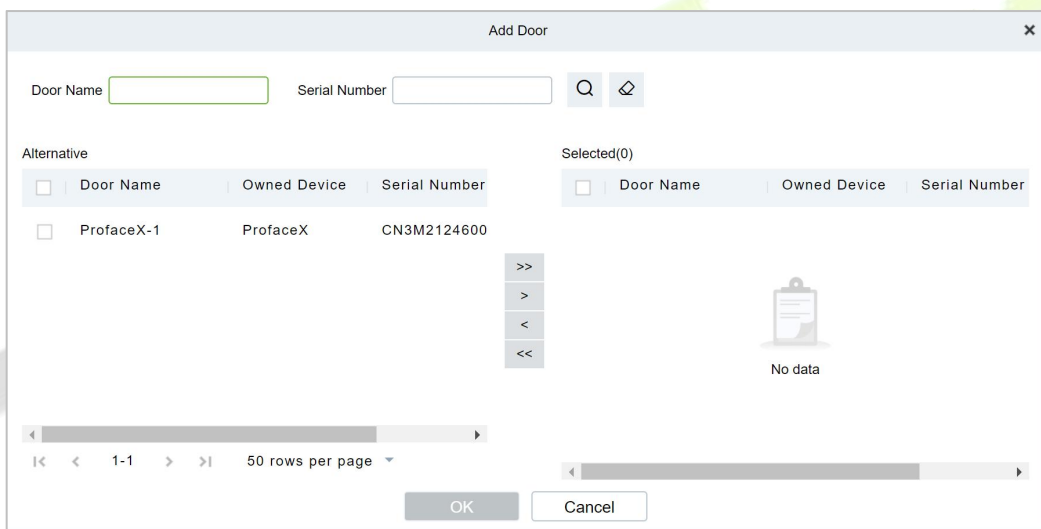 Add Door
Door Name
Serial Number
Alternative
Door Name Owned Device Serial Number
ProfaceX-1 ProfaceX CN3M2124600
1-1 50 rows per page
>>
>
<
<<
Selected(0)
Door Name Owned Device Serial Number
No data
OK Cancel